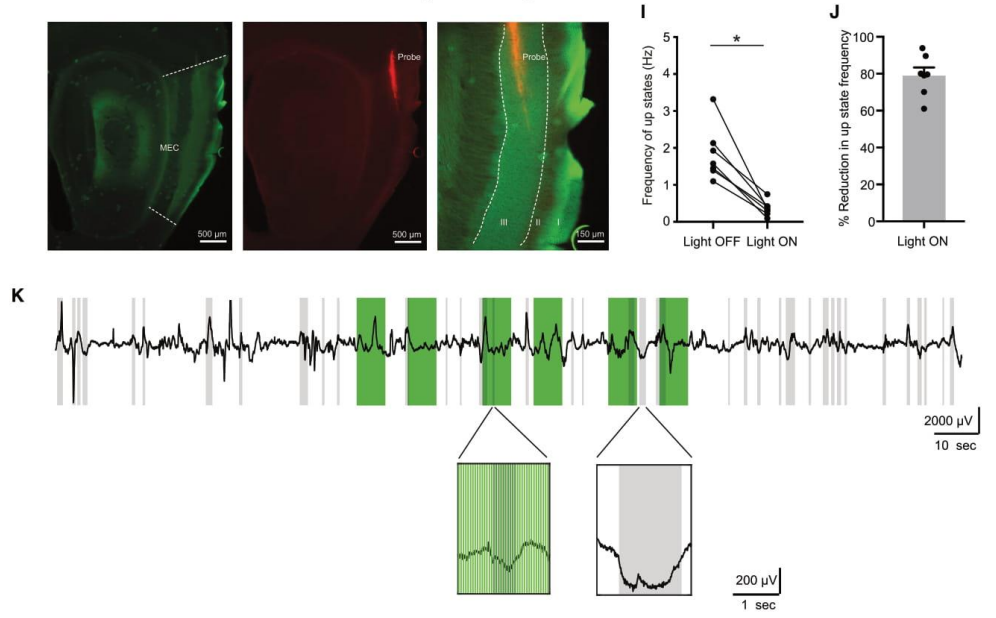 I
J
MEC
500 µm
Probe
500 µm
Probe
III
II
I
150 µm
Frequency of up states (Hz)
5
4
3
2
1
0
*
Light OFF
Light ON
% Reduction in up state frequency
100
80
60
40
20
0
Light ON
K
2000 µV
10 sec
200 µV
1 sec